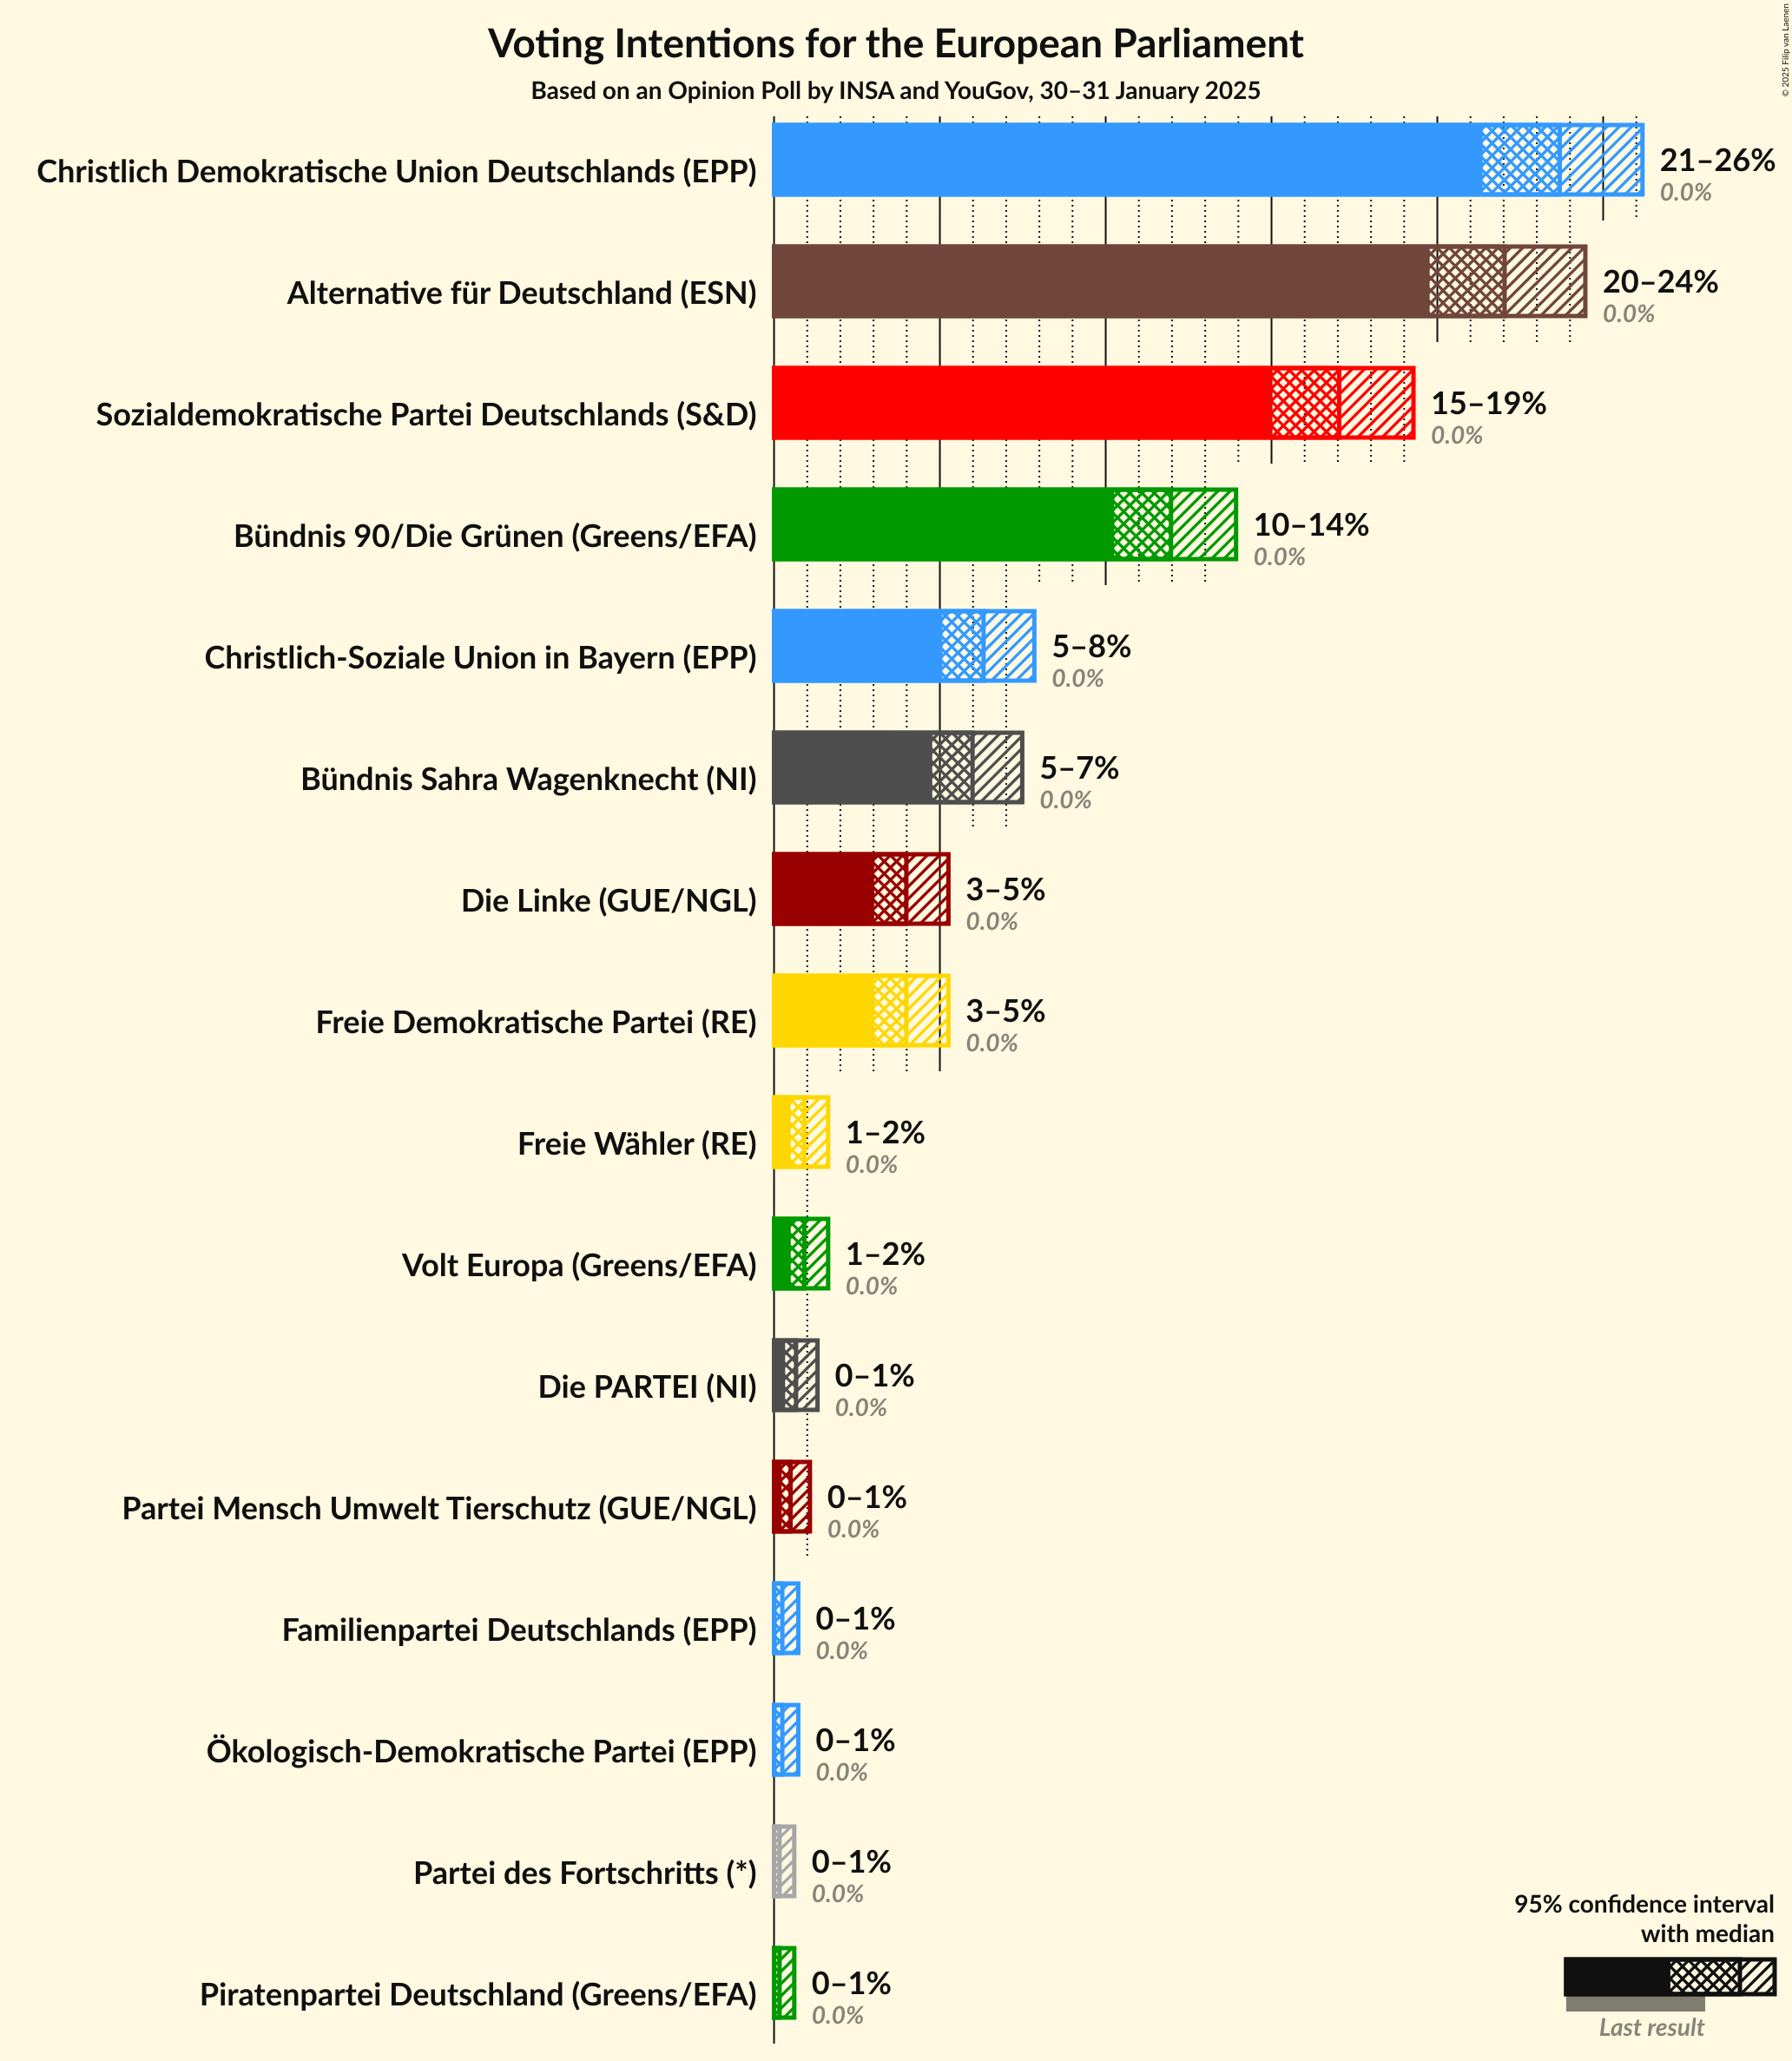 Voting Intentions for the European Parliament
Based on an Opinion Poll by INSA and YouGov, 30–31 January 2025
© 2025 Filip van Laenen
Christlich Demokratische Union Deutschlands (EPP)
21–26%
0.0%
Alternative für Deutschland (ESN)
20–24%
0.0%
Sozialdemokratische Partei Deutschlands (S&D)
15–19%
0.0%
Bündnis 90/Die Grünen (Greens/EFA)
10–14%
0.0%
Christlich-Soziale Union in Bayern (EPP)
5–8%
0.0%
Bündnis Sahra Wagenknecht (NI)
5–7%
0.0%
Die Linke (GUE/NGL)
3–5%
0.0%
Freie Demokratische Partei (RE)
3–5%
0.0%
Freie Wähler (RE)
1–2%
0.0%
Volt Europa (Greens/EFA)
1–2%
0.0%
Die PARTEI (NI)
0–1%
0.0%
Partei Mensch Umwelt Tierschutz (GUE/NGL)
0–1%
0.0%
Familienpartei Deutschlands (EPP)
0–1%
0.0%
Ökologisch-Demokratische Partei (EPP)
0–1%
0.0%
Partei des Fortschritts (*)
0–1%
0.0%
Piratenpartei Deutschland (Greens/EFA)
0–1%
0.0%
95% confidence interval
with median
Last result